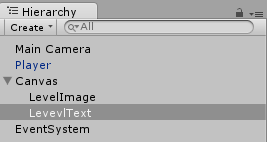 Hierarchy
Create All
Main Camera
Player
Canvas
LevelImage
LevevlText
EventSystem